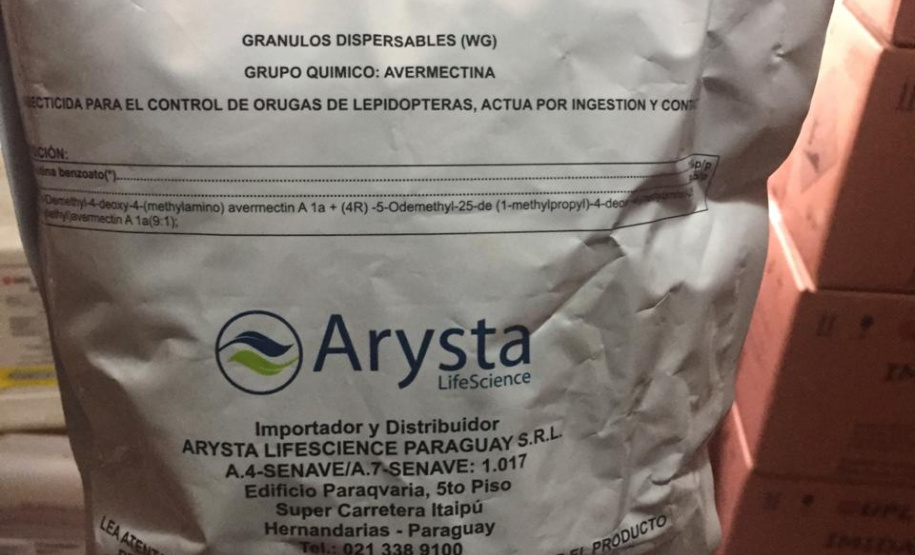 GRANULOS DISPERSABLES (WG)
GRUPO QUIMICO: AVERMECTINA
ECTICIDA PARA EL CONTROL DE ORUGAS DE LEPIDOPTERAS, ACTUA POR INGESTION Y CONT
CIÓN:
%p/p
tina benzoato(*)
-Demethyl-4-deoxy-4-(methylamino) avermectin A 1a + (4R) -5-Odemethyl-25-de (1-methylpropyl)-4-deo
ethyl)avermectin A 1a(9:1);
Arysta
LifeScience
Importador y Distribuidor
ARYSTA LIFESCIENCE PARAGUAY S.R.L.
A.4-SENAVE/A.7-SENAVE: 1.017
Edificio Paraqvaria, 5to Piso
Super Carretera Itaipú
Hernandarias - Paraguay
Tel.: 021 338 9100
LEA ATENT
EL PRODUCTO